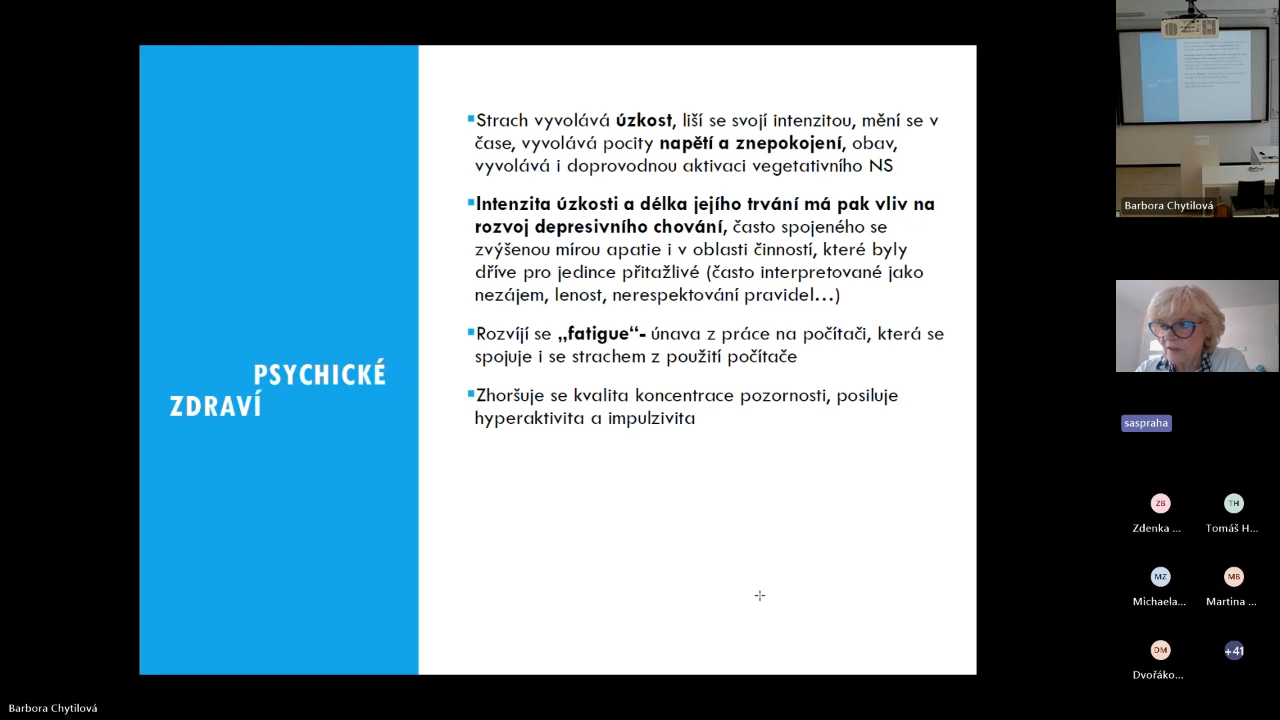 PSYCHICKÉ
ZDRAVÍ
▪Strach vyvolává úzkost, liší se svojí intenzitou, mění se v
čase, vyvolává pocity napětí a znepokojení, obav,
vyvolává i doprovodnou aktivaci vegetativního NS
▪Intenzita úzkosti a délka jejího trvání má pak vliv na
rozvoj depresivního chování, často spojeného se
zvýšenou mírou apatie i v oblasti činností, které byly
dříve pro jedince přitažlivé (často interpretované jako
nezájem, lenost, nerespektování pravidel...)
▪Rozvíjí se „fatigue“- únava z práce na počítači, která se
spojuje i se strachem z použití počítače
▪Zhoršuje se kvalita koncentrace pozornosti, posiluje
hyperaktivita a impulzivita
Barbora Chytilová
saspraha
ZB
TH
Zdenka ...
Tomáš H...
MZ
MB
Michaela...
Martina ...
DM
+41
Dvořáko...
Barbora Chytilová